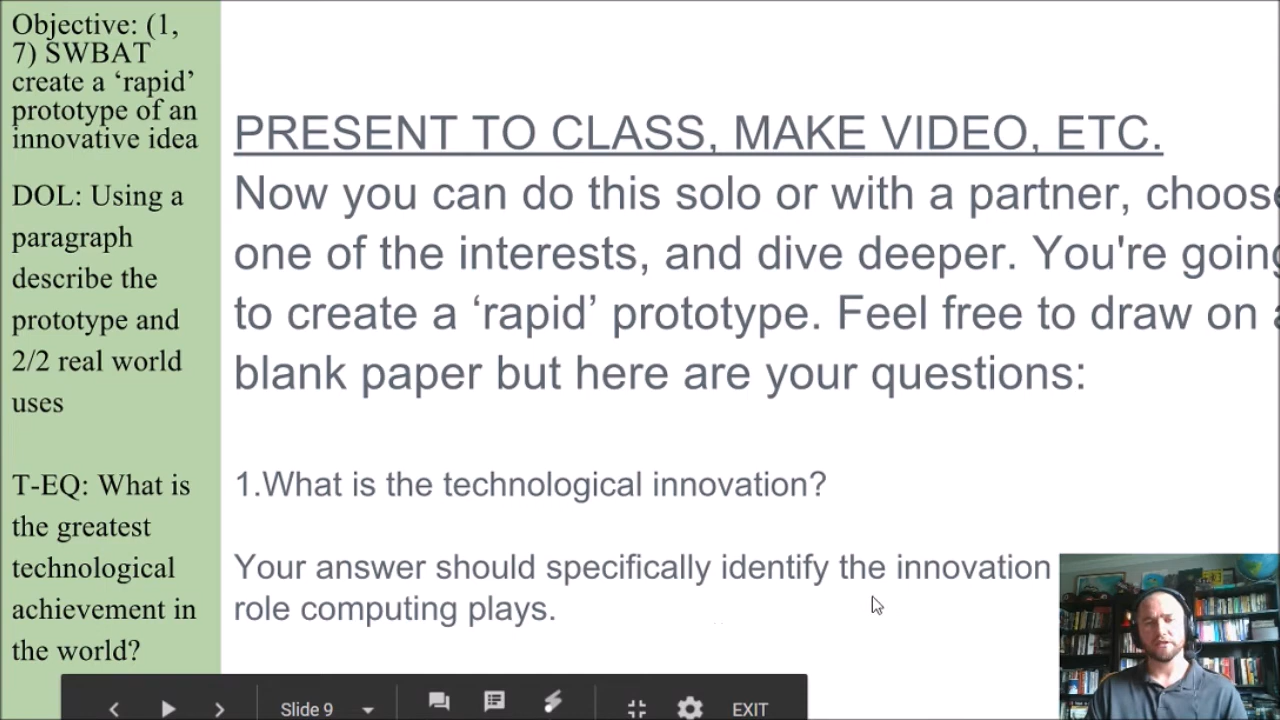 Objective: (1,
7) SWBAT
create a ‘rapid’
prototype of an
innovative idea
DOL: Using a
paragraph
describe the
prototype and
2/2 real world
uses
T-EQ: What is
the greatest
technological
achievement in
the world?
PRESENT TO CLASS, MAKE VIDEO, ETC.
Now you can do this solo or with a partner, choose
one of the interests, and dive deeper. You're going
to create a ‘rapid’ prototype. Feel free to draw on a
blank paper but here are your questions:
1.What is the technological innovation?
Your answer should specifically identify the innovation
role computing plays.
Slide 9
EXIT